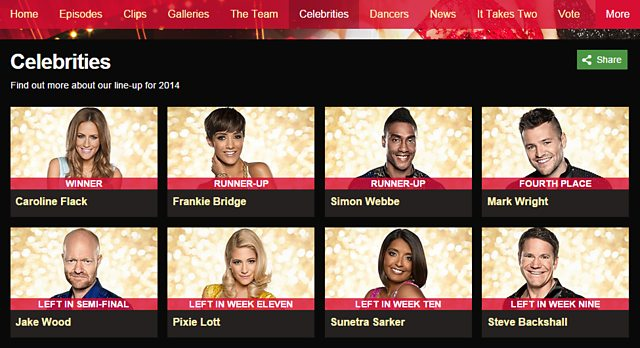 Home Episodes Clips Galleries The Team Celebrities Dancers News It Takes Two Vote More
Celebrities
Share
Find out more about our line-up for 2014
WINNER RUNNER-UP RUNNER-UP FOURTH PLACE
Caroline Flack Frankie Bridge Simon Webbe Mark Wright
LEFT IN SEMI-FINAL LEFT IN WEEK ELEVEN LEFT IN WEEK TEN LEFT IN WEEK NINE
Jake Wood Pixie Lott Sunetra Sarker Steve Backshall